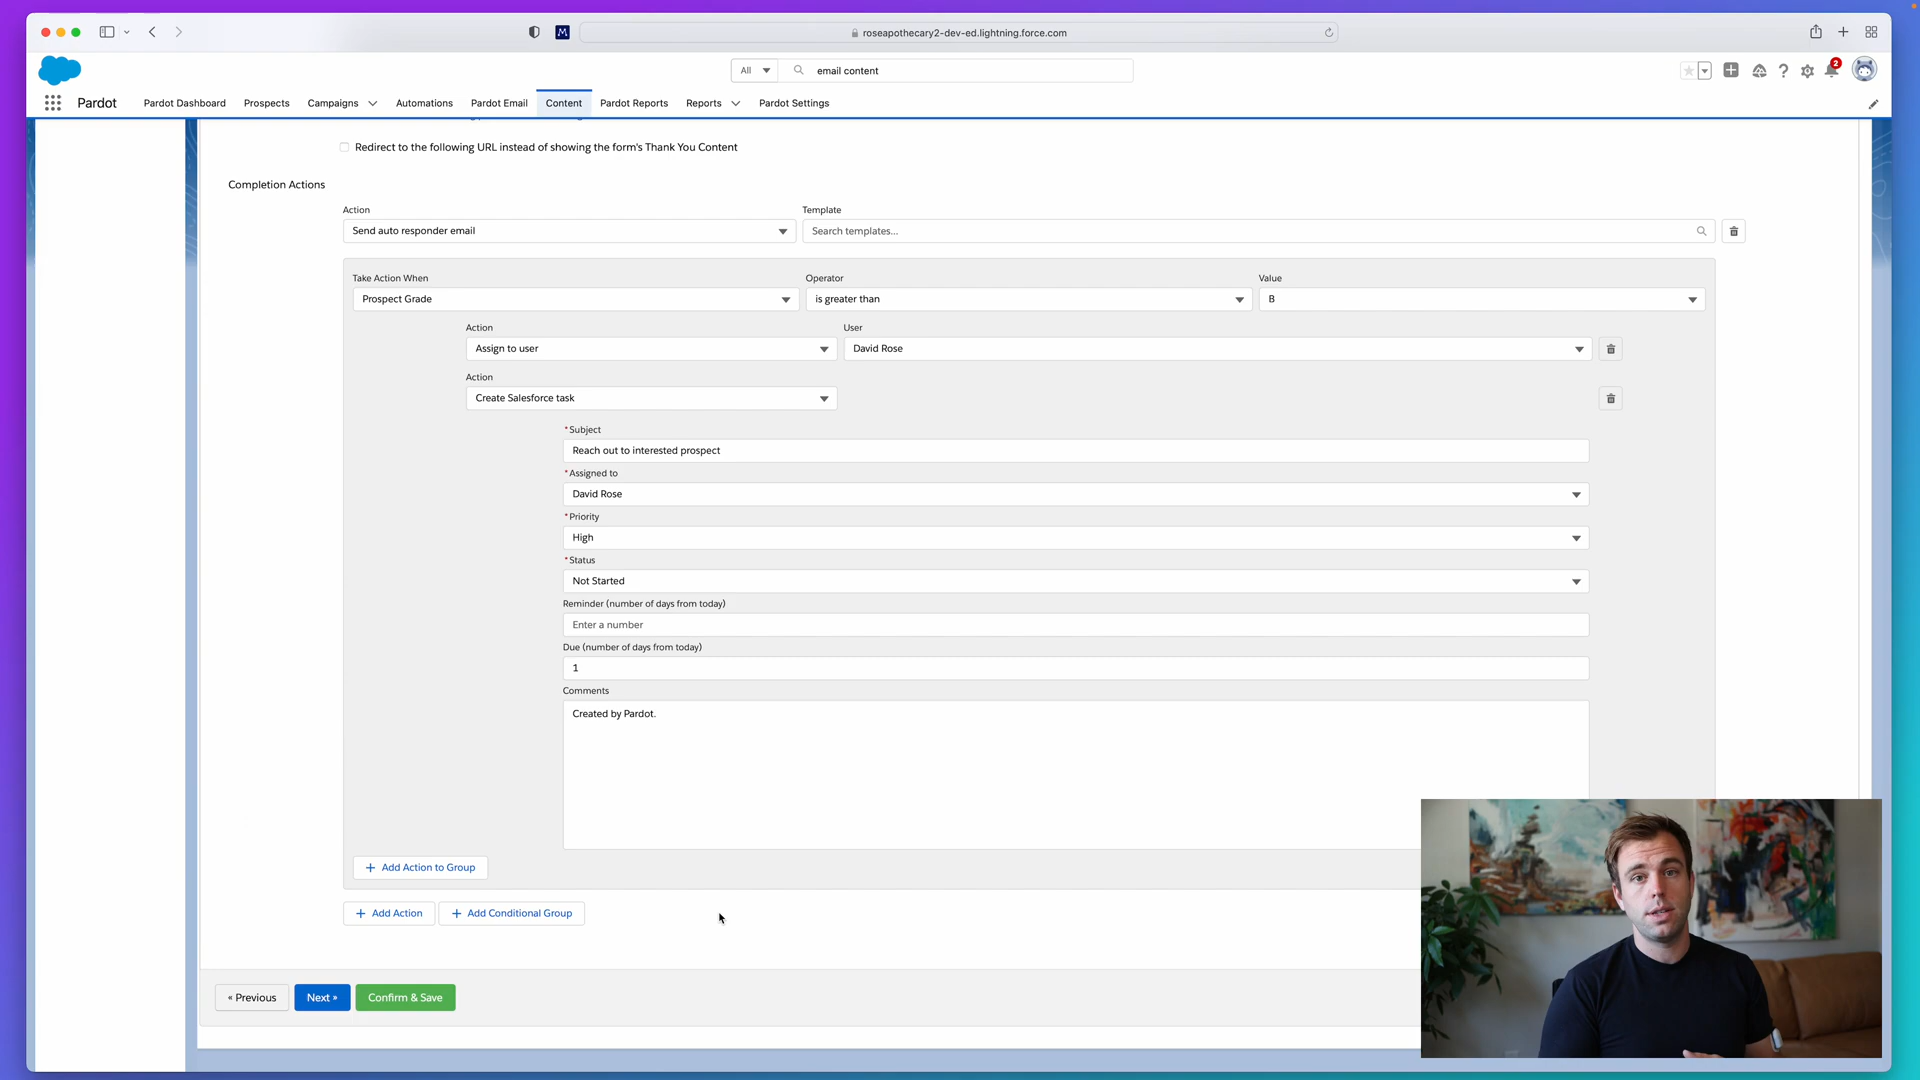 roseapothecary2-dev-ed.lightning.force.com
All
email content
2
Pardot
Pardot Dashboard
Prospects
Campaigns
Automations
Pardot Email
Content
Pardot Reports
Reports
Pardot Settings
Redirect to the following URL instead of showing the form's Thank You Content
Completion Actions
Action
Template
Send auto responder email
Search templates...
Take Action When
Operator
Value
Prospect Grade
is greater than
B
Action
User
Assign to user
David Rose
Action
Create Salesforce task
*Subject
Reach out to interested prospect
*Assigned to
David Rose
*Priority
High
*Status
Not Started
Reminder (number of days from today)
Enter a number
Due (number of days from today)
1
Comments
Created by Pardot.
+ Add Action to Group
+ Add Action
+ Add Conditional Group
« Previous
Next »
Confirm & Save